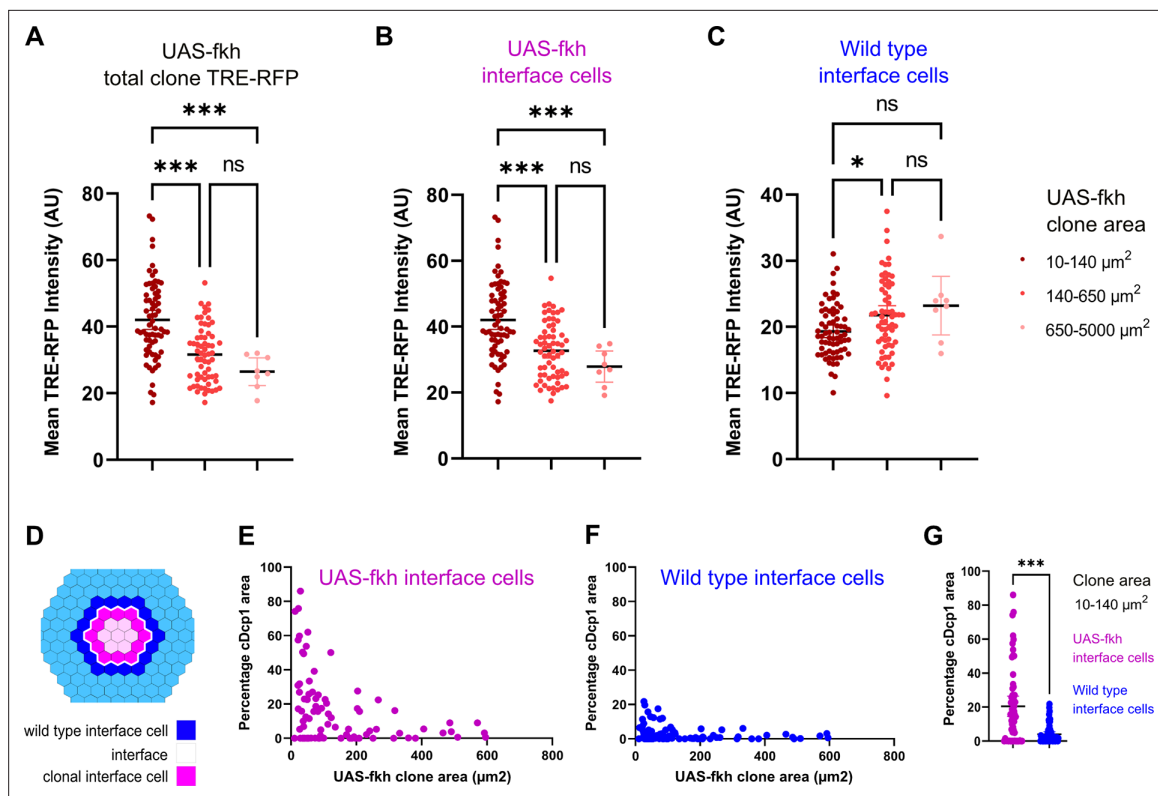 A
UAS-fkh
total clone TRE-RFP
***
***
ns
Mean TRE-RFP Intensity (AU)
80
60
40
20
0
B
UAS-fkh
interface cells
***
***
ns
Mean TRE-RFP Intensity (AU)
80
60
40
20
0
C
Wild type
interface cells
ns
*
ns
Mean TRE-RFP Intensity (AU)
40
30
20
10
0
UAS-fkh
clone area
10-140 µm²
140-650 µm²
650-5000 µm²
D
wild type interface cell
interface
clonal interface cell
E
UAS-fkh interface cells
Percentage cDcp1 area
100
80
60
40
20
0
0 200 400 600 800
UAS-fkh clone area (µm2)
F
Wild type interface cells
Percentage cDcp1 area
100
80
60
40
20
0
0 200 400 600 800
UAS-fkh clone area (µm2)
G
***
Percentage cDcp1 area
100
80
60
40
20
0
Clone area
10-140 µm²
UAS-fkh
interface cells
Wild type
interface cells